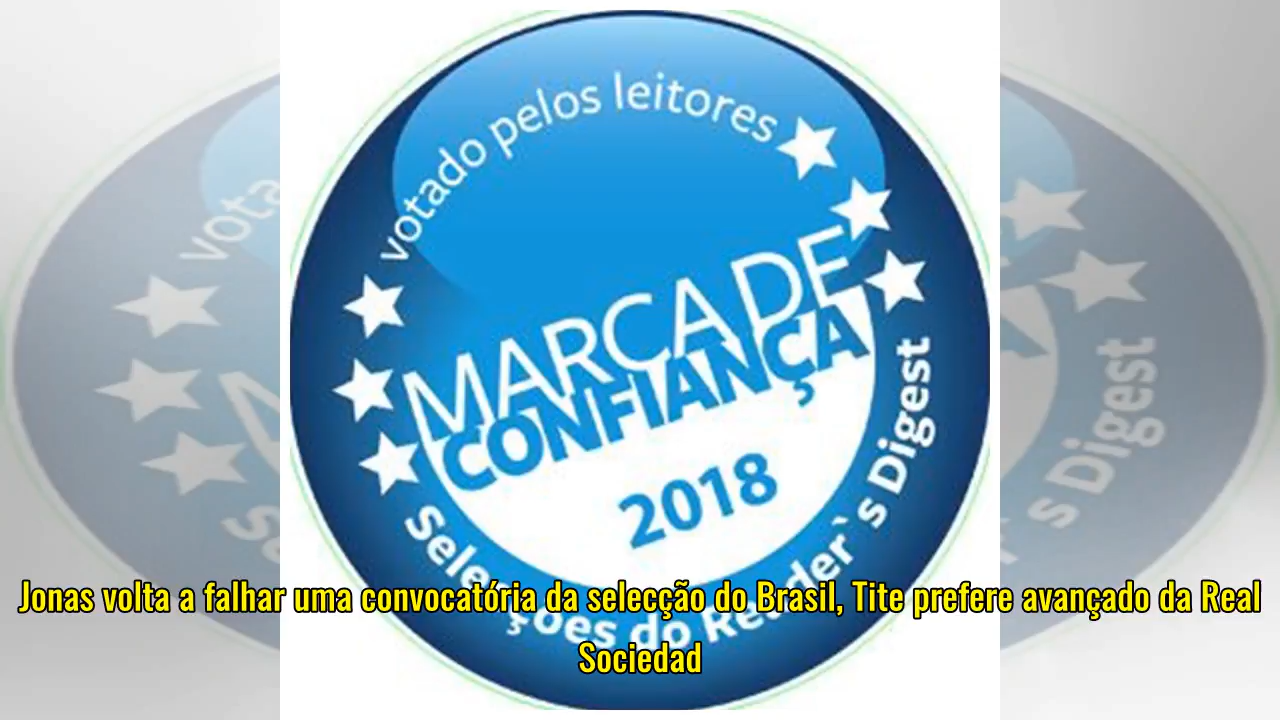 votado pelos leitores
MARCA DE
CONFIANÇA
2018
Selecções do Reader`s Digest
Jonas volta a falhar uma convocatória da selecção do Brasil, Tite prefere avançado da Real
Sociedad